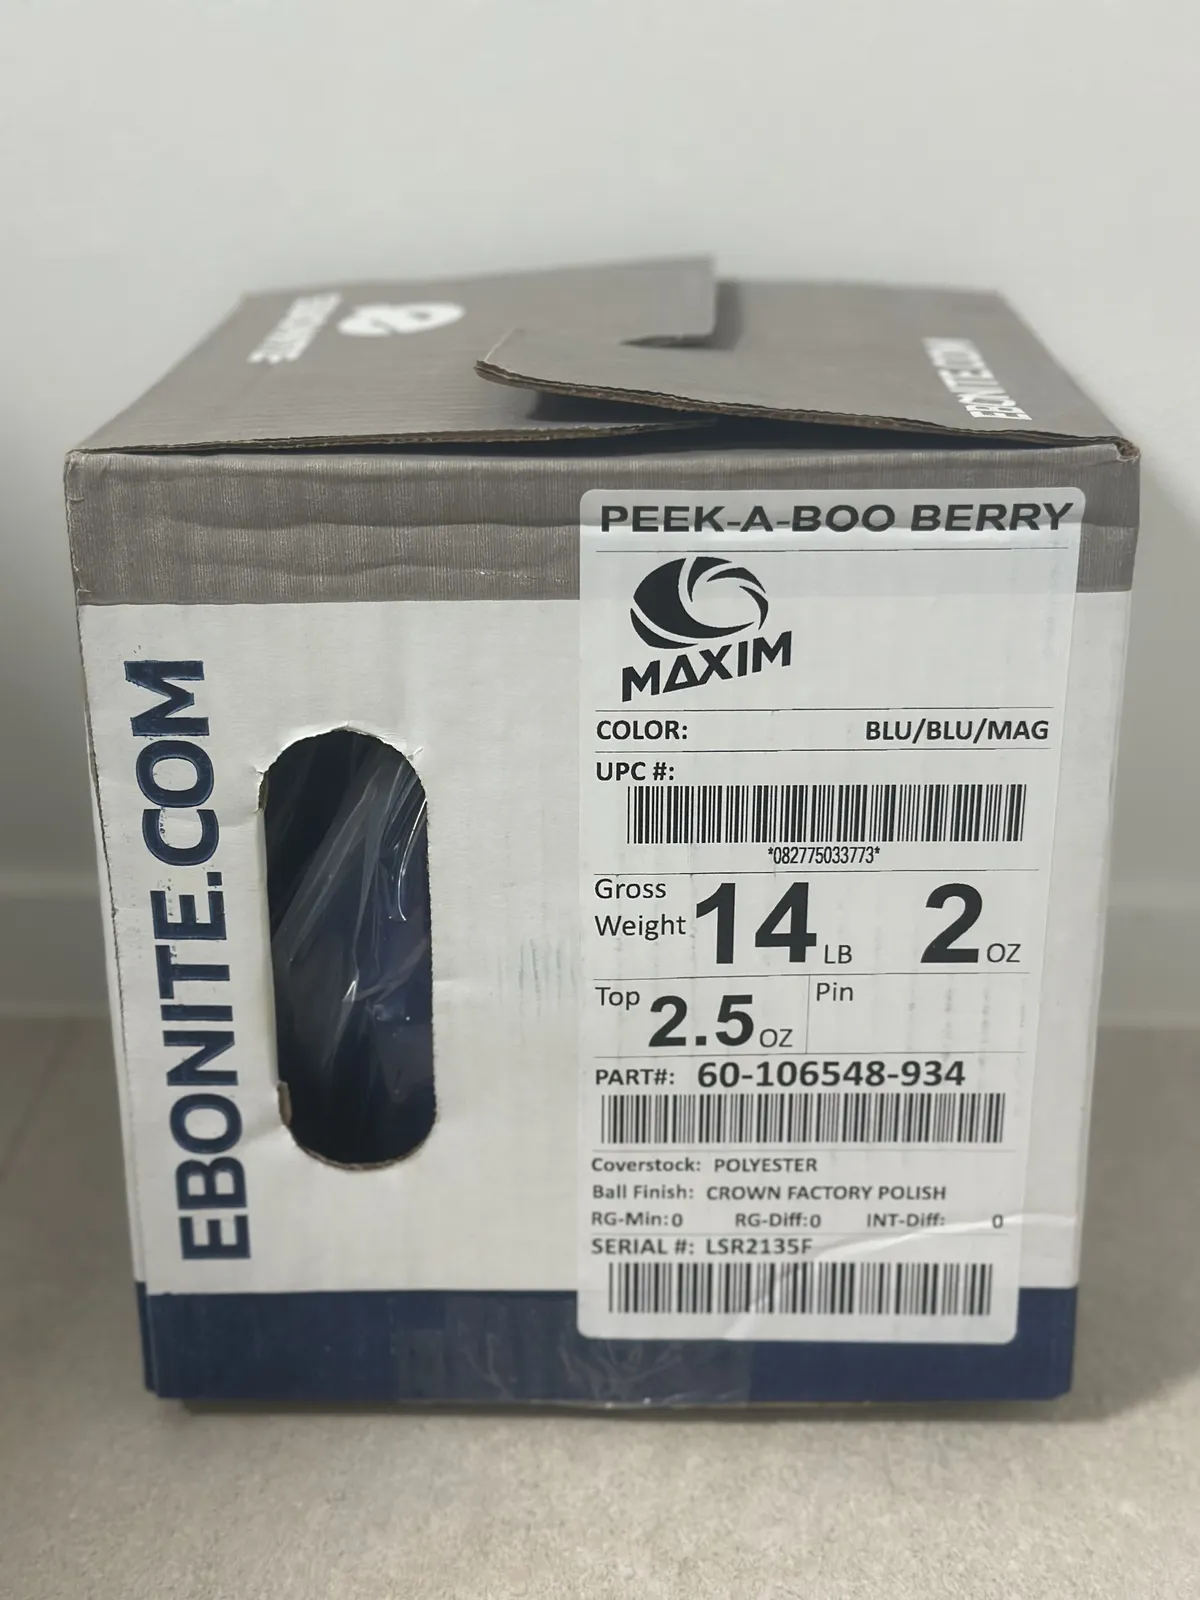 EBONITE.COM
PEEK-A-BOO BERRY
MAXIM
COLOR: BLU/BLU/MAG
UPC #:
*082775033773*
Gross Weight 14 LB 2 OZ
Top 2.5 OZ Pin
PART#: 60-106548-934
Coverstock: POLYESTER
Ball Finish: CROWN FACTORY POLISH
RG-Min:0 RG-Diff:0 INT-Diff: 0
SERIAL #: LSR2135F
EBONITE.COM